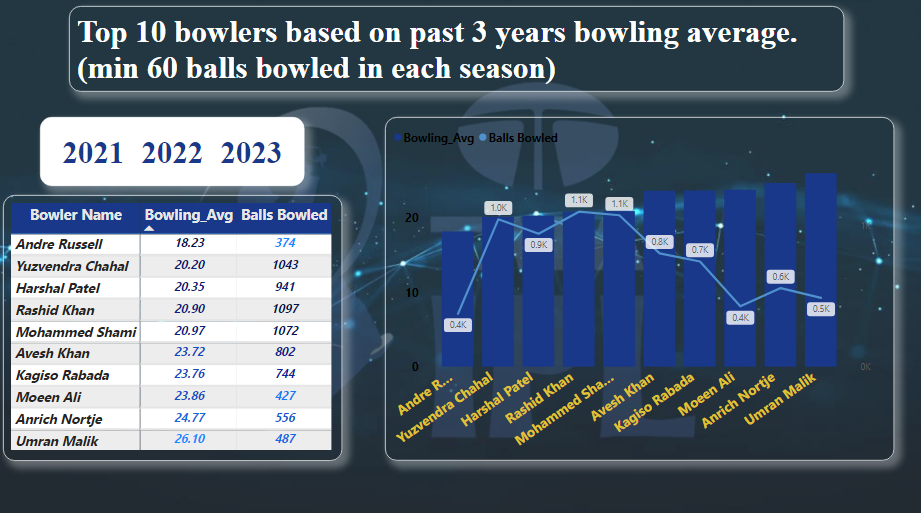 Top 10 bowlers based on past 3 years bowling average.
(min 60 balls bowled in each season)
2021 2022 2023
Bowler Name Bowling_Avg Balls Bowled
Andre Russell 18.23 374
Yuzvendra Chahal 20.20 1043
Harshal Patel 20.35 941
Rashid Khan 20.90 1097
Mohammed Shami 20.97 1072
Avesh Khan 23.72 802
Kagiso Rabada 23.76 744
Moeen Ali 23.86 427
Anrich Nortje 24.77 556
Umran Malik 26.10 487
Bowling_Avg Balls Bowled
20
10
0
1K
0K
0.4K
1.0K
0.9K
1.1K
1.1K
0.8K
0.7K
0.4K
0.6K
0.5K
Andre R...
Yuzvendra Chahal
Harshal Patel
Rashid Khan
Mohammed Sha...
Avesh Khan
Kagiso Rabada
Moeen Ali
Anrich Nortje
Umran Malik